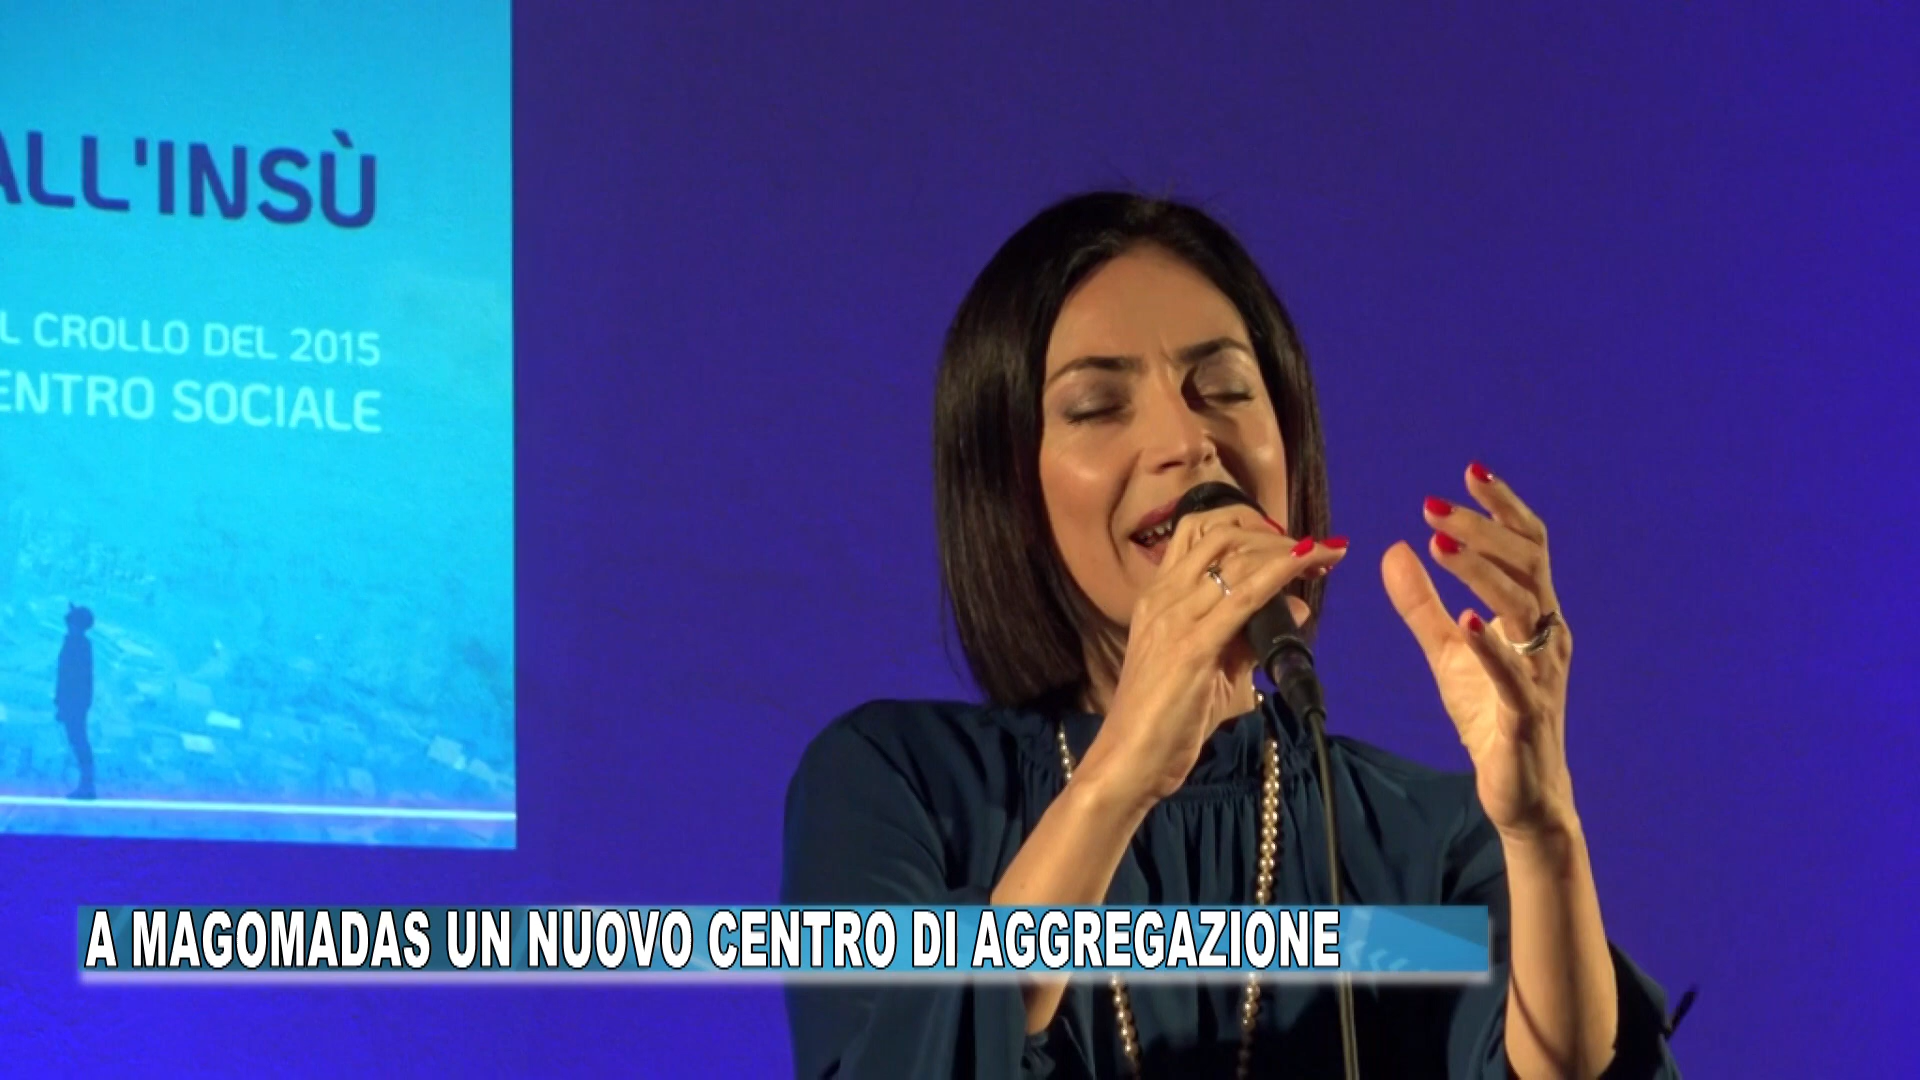 ALL'INSÙ
L CROLLO DEL 2015
ENTRO SOCIALE
A MAGOMADAS UN NUOVO CENTRO DI AGGREGAZIONE